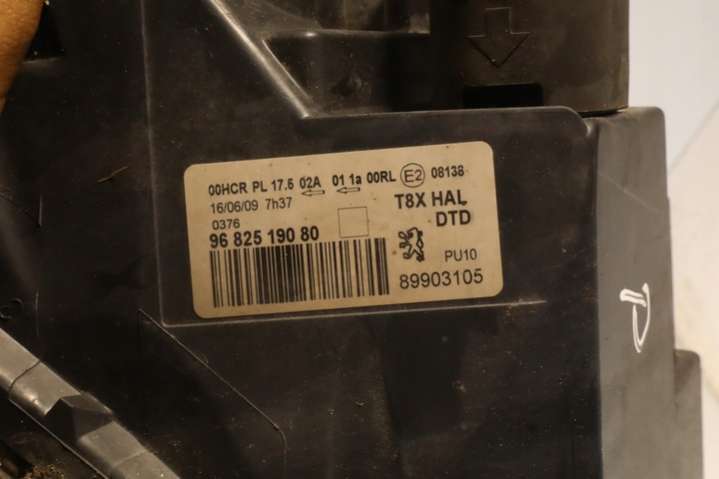 00HCR PL 17.6 02A 01 1a 00RL E2 08138
16/06/09 7h37
0376
T8X HAL
DTD
96 825 190 80
PU10
89903105
D